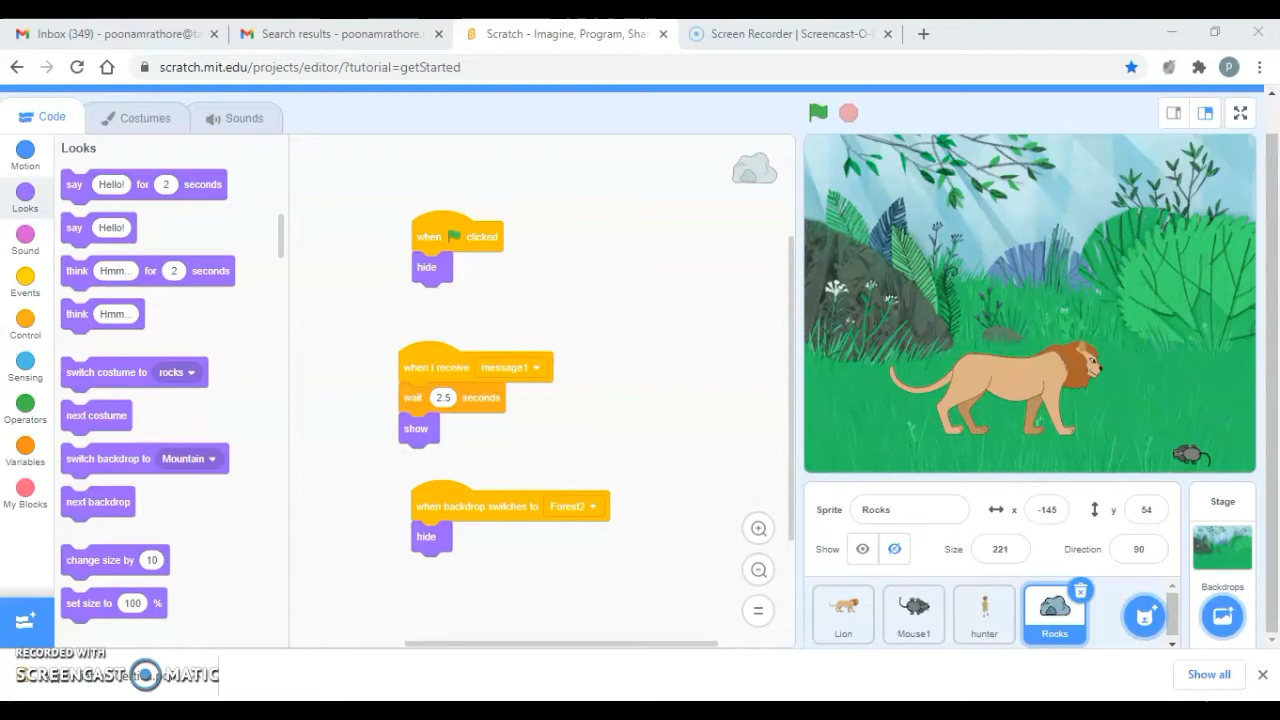 Inbox (349) - poonamrathore@ta
Search results - poonamrathore.
Scratch - Imagine, Program, Sha
Screen Recorder | Screencast-O-
scratch.mit.edu/projects/editor/?tutorial=getStarted
P
Code
Costumes
Sounds
Motion
Looks
Sound
Events
Control
Sensing
Operators
Variables
My Blocks
Looks
say Hello! for 2 seconds
say Hello!
think Hmm... for 2 seconds
think Hmm...
switch costume to rocks
next costume
switch backdrop to Mountain
next backdrop
change size by 10
set size to 100 %
when clicked
hide
when I receive message1
wait 2.5 seconds
show
when backdrop switches to Forest2
hide
Sprite Rocks x -145 y 54
Show Size 221 Direction 90
Lion
Mouse1
hunter
Rocks
Stage
Backdrops
RECORDED WITH
SCREENCAST MATIC
Show all